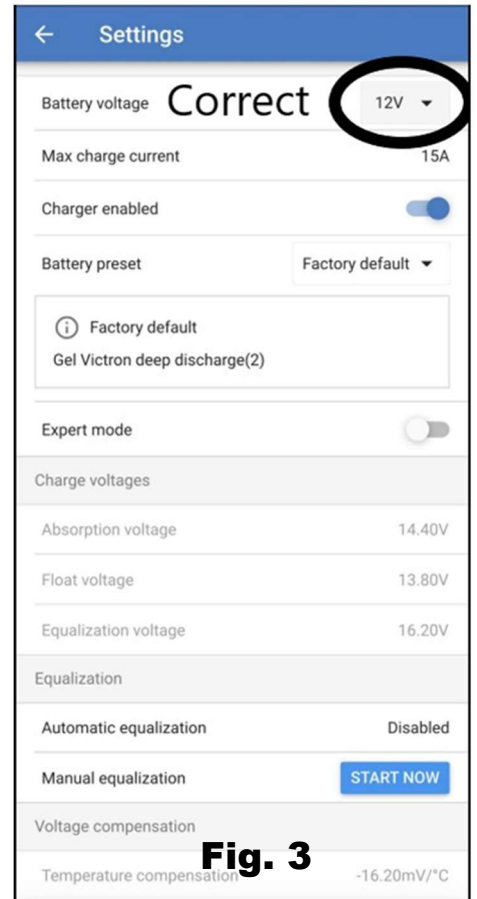 ← Settings
Battery voltage Correct 12V
Max charge current 15A
Charger enabled
Battery preset Factory default
Factory default
Gel Victron deep discharge(2)
Expert mode
Charge voltages
Absorption voltage 14.40V
Float voltage 13.80V
Equalization voltage 16.20V
Equalization
Automatic equalization Disabled
Manual equalization START NOW
Voltage compensation
Fig. 3
Temperature compensation -16.20mV/°C